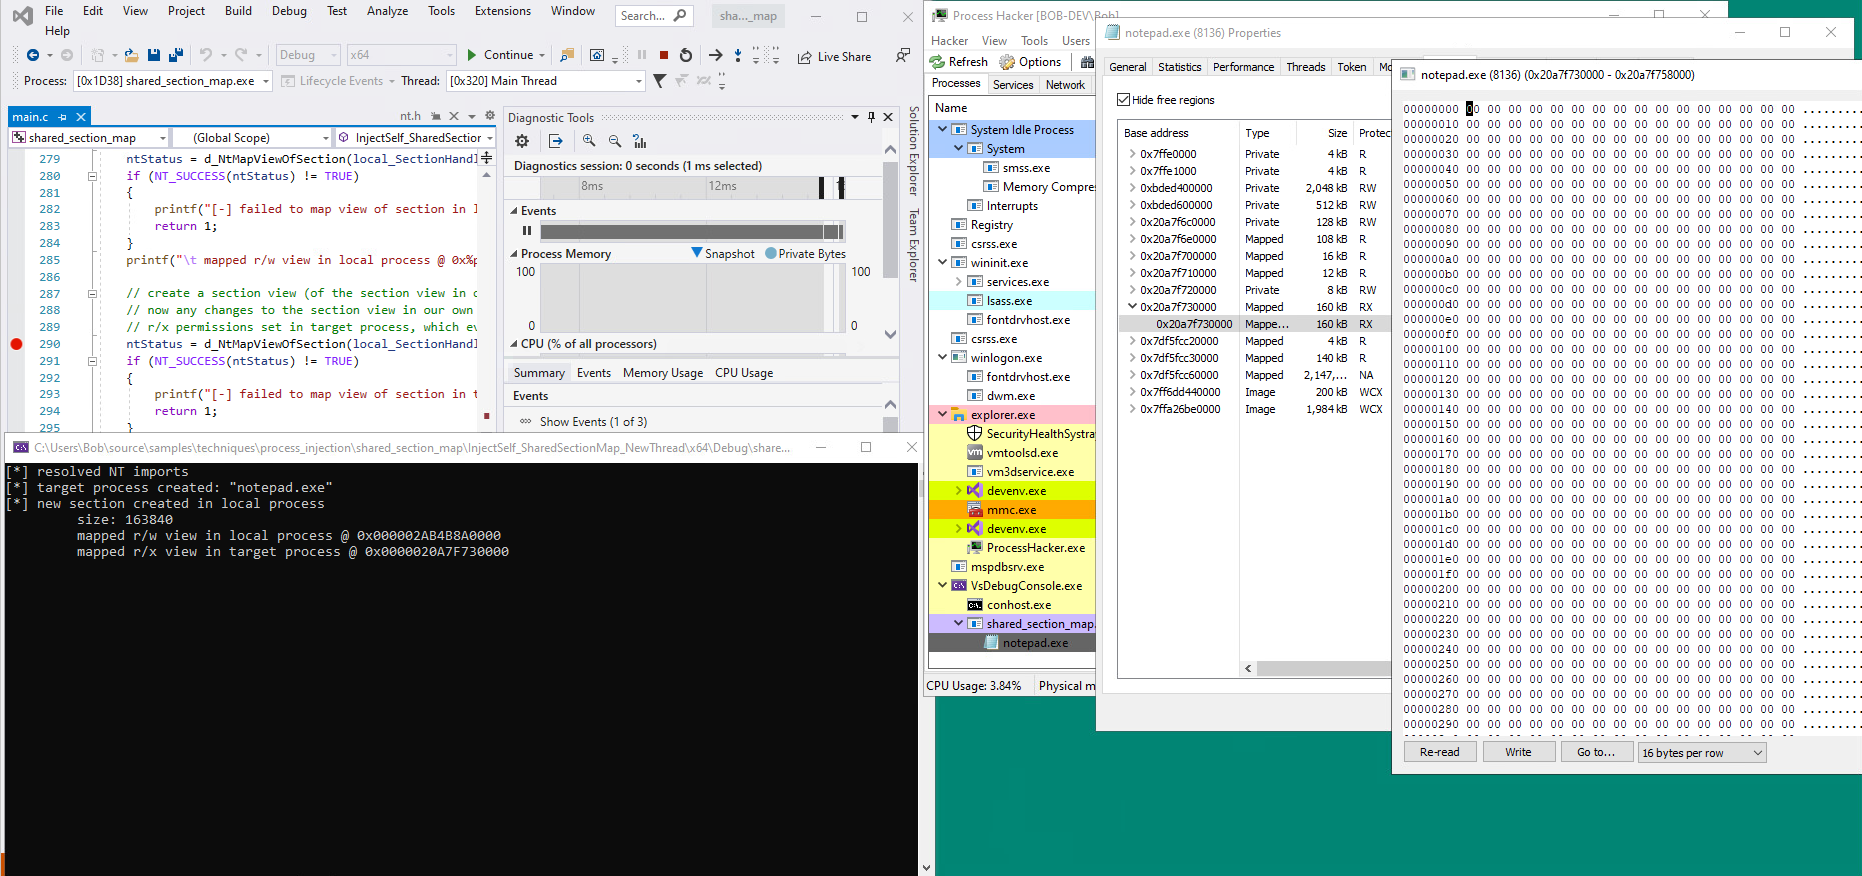 File Edit View Project Build Debug Test Analyze Tools Extensions Window Search... sha..._map
Help
Debug x64 Continue Live Share
Process: [0x1D38] shared_section_map.exe Lifecycle Events Thread: [0x320] Main Thread
main.c nt.h
shared_section_map (Global Scope) InjectSelf_SharedSection
279 ntStatus = d_NtMapViewOfSection(local_SectionHandl
280 if (NT_SUCCESS(ntStatus) != TRUE)
281 {
282 printf("[-] failed to map view of section in l
283 return 1;
284 }
285 printf("\t mapped r/w view in local process @ 0x%p
286
287 // create a section view (of the section view in o
288 // now any changes to the section view in our own
289 // r/x permissions set in target process, which ev
290 ntStatus = d_NtMapViewOfSection(local_SectionHandl
291 if (NT_SUCCESS(ntStatus) != TRUE)
292 {
293 printf("[-] failed to map view of section in t
294 return 1;
295 }
Diagnostic Tools
Diagnostics session: 0 seconds (1 ms selected)
8ms 12ms
Events
Process Memory Snapshot Private Bytes
100 100
0 0
CPU (% of all processors)
Summary Events Memory Usage CPU Usage
Events
Show Events (1 of 3)
Solution Explorer
Team Explorer
C:\Users\Bob\source\samples\techniques\process_injection\shared_section_map\InjectSelf_SharedSectionMap_NewThread\x64\Debug\share...
[*] resolved NT imports
[*] target process created: "notepad.exe"
[*] new section created in local process
size: 163840
mapped r/w view in local process @ 0x000002AB4B8A0000
mapped r/x view in target process @ 0x0000020A7F730000
Process Hacker [BOB-DEV\Bob]
Hacker View Tools Users
Refresh Options
Processes Services Network
Name
System Idle Process
System
smss.exe
Memory Compres
Interrupts
Registry
csrss.exe
wininit.exe
services.exe
lsass.exe
fontdrvhost.exe
csrss.exe
winlogon.exe
fontdrvhost.exe
dwm.exe
explorer.exe
SecurityHealthSystra
vmtoolsd.exe
vm3dservice.exe
devenv.exe
mmc.exe
devenv.exe
ProcessHacker.exe
mspdbsrv.exe
VsDebugConsole.exe
conhost.exe
shared_section_map.
notepad.exe
CPU Usage: 3.84% Physical m
notepad.exe (8136) Properties
General Statistics Performance Threads Token Mo
Hide free regions
Base address Type Size Protec
0x7ffe0000 Private 4 kB R
0x7ffe1000 Private 4 kB R
0xbded400000 Private 2,048 kB RW
0xbded600000 Private 512 kB RW
0x20a7f6c0000 Private 128 kB RW
0x20a7f6e0000 Mapped 108 kB R
0x20a7f700000 Mapped 16 kB R
0x20a7f710000 Mapped 12 kB R
0x20a7f720000 Private 8 kB RW
0x20a7f730000 Mapped 160 kB RX
0x20a7f730000 Mappe... 160 kB RX
0x7df5fcc20000 Mapped 4 kB R
0x7df5fcc30000 Mapped 140 kB R
0x7df5fcc60000 Mapped 2,147,... NA
0x7ff6dd440000 Image 200 kB WCX
0x7ffa26be0000 Image 1,984 kB WCX
notepad.exe (8136) (0x20a7f730000 - 0x20a7f758000)
00000000 00 00 00 00 00 00 00 00 00 00 00 00 00 00 00 00 .........
00000010 00 00 00 00 00 00 00 00 00 00 00 00 00 00 00 00 .........
00000020 00 00 00 00 00 00 00 00 00 00 00 00 00 00 00 00 .........
00000030 00 00 00 00 00 00 00 00 00 00 00 00 00 00 00 00 .........
00000040 00 00 00 00 00 00 00 00 00 00 00 00 00 00 00 00 .........
00000050 00 00 00 00 00 00 00 00 00 00 00 00 00 00 00 00 .........
00000060 00 00 00 00 00 00 00 00 00 00 00 00 00 00 00 00 .........
00000070 00 00 00 00 00 00 00 00 00 00 00 00 00 00 00 00 .........
00000080 00 00 00 00 00 00 00 00 00 00 00 00 00 00 00 00 .........
00000090 00 00 00 00 00 00 00 00 00 00 00 00 00 00 00 00 .........
000000a0 00 00 00 00 00 00 00 00 00 00 00 00 00 00 00 00 .........
000000b0 00 00 00 00 00 00 00 00 00 00 00 00 00 00 00 00 .........
000000c0 00 00 00 00 00 00 00 00 00 00 00 00 00 00 00 00 .........
000000d0 00 00 00 00 00 00 00 00 00 00 00 00 00 00 00 00 .........
000000e0 00 00 00 00 00 00 00 00 00 00 00 00 00 00 00 00 .........
000000f0 00 00 00 00 00 00 00 00 00 00 00 00 00 00 00 00 .........
00000100 00 00 00 00 00 00 00 00 00 00 00 00 00 00 00 00 .........
00000110 00 00 00 00 00 00 00 00 00 00 00 00 00 00 00 00 .........
00000120 00 00 00 00 00 00 00 00 00 00 00 00 00 00 00 00 .........
00000130 00 00 00 00 00 00 00 00 00 00 00 00 00 00 00 00 .........
00000140 00 00 00 00 00 00 00 00 00 00 00 00 00 00 00 00 .........
00000150 00 00 00 00 00 00 00 00 00 00 00 00 00 00 00 00 .........
00000160 00 00 00 00 00 00 00 00 00 00 00 00 00 00 00 00 .........
00000170 00 00 00 00 00 00 00 00 00 00 00 00 00 00 00 00 .........
00000180 00 00 00 00 00 00 00 00 00 00 00 00 00 00 00 00 .........
00000190 00 00 00 00 00 00 00 00 00 00 00 00 00 00 00 00 .........
000001a0 00 00 00 00 00 00 00 00 00 00 00 00 00 00 00 00 .........
000001b0 00 00 00 00 00 00 00 00 00 00 00 00 00 00 00 00 .........
000001c0 00 00 00 00 00 00 00 00 00 00 00 00 00 00 00 00 .........
000001d0 00 00 00 00 00 00 00 00 00 00 00 00 00 00 00 00 .........
000001e0 00 00 00 00 00 00 00 00 00 00 00 00 00 00 00 00 .........
000001f0 00 00 00 00 00 00 00 00 00 00 00 00 00 00 00 00 .........
00000200 00 00 00 00 00 00 00 00 00 00 00 00 00 00 00 00 .........
00000210 00 00 00 00 00 00 00 00 00 00 00 00 00 00 00 00 .........
00000220 00 00 00 00 00 00 00 00 00 00 00 00 00 00 00 00 .........
00000230 00 00 00 00 00 00 00 00 00 00 00 00 00 00 00 00 .........
00000240 00 00 00 00 00 00 00 00 00 00 00 00 00 00 00 00 .........
00000250 00 00 00 00 00 00 00 00 00 00 00 00 00 00 00 00 .........
00000260 00 00 00 00 00 00 00 00 00 00 00 00 00 00 00 00 .........
00000270 00 00 00 00 00 00 00 00 00 00 00 00 00 00 00 00 .........
00000280 00 00 00 00 00 00 00 00 00 00 00 00 00 00 00 00 .........
00000290 00 00 00 00 00 00 00 00 00 00 00 00 00 00 00 00 .........
Re-read Write Go to... 16 bytes per row